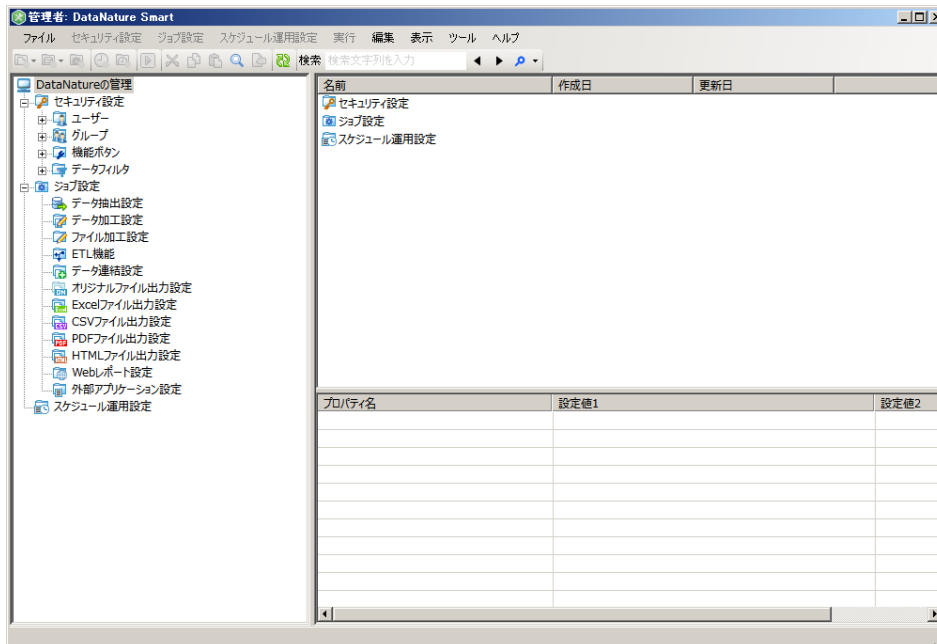 管理者: DataNature Smart
ファイル セキュリティ設定 ジョブ設定 スケジュール運用設定 実行 編集 表示 ツール ヘルプ
検索 検索文字列を入力
DataNatureの管理
セキュリティ設定
ユーザー
グループ
機能ボタン
データフィルタ
ジョブ設定
データ抽出設定
データ加工設定
ファイル加工設定
ETL機能
データ連結設定
オリジナルファイル出力設定
Excelファイル出力設定
CSVファイル出力設定
PDFファイル出力設定
HTMLファイル出力設定
Webレポート設定
外部アプリケーション設定
スケジュール運用設定
名前 作成日 更新日
セキュリティ設定
ジョブ設定
スケジュール運用設定
プロパティ名 設定値1 設定値2